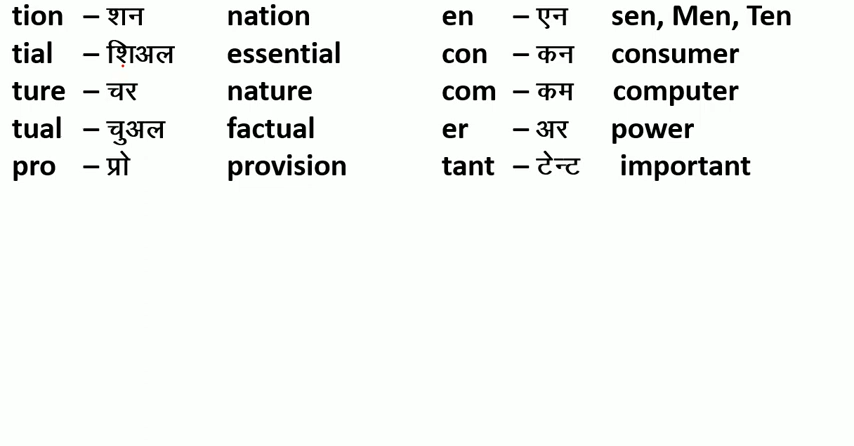 tion – शन nation en – एन sen, Men, Ten
tial – शिअल essential con – कन consumer
ture – चर nature com – कम computer
tual – चुअल factual er – अर power
pro – प्रो provision tant – टेन्ट important